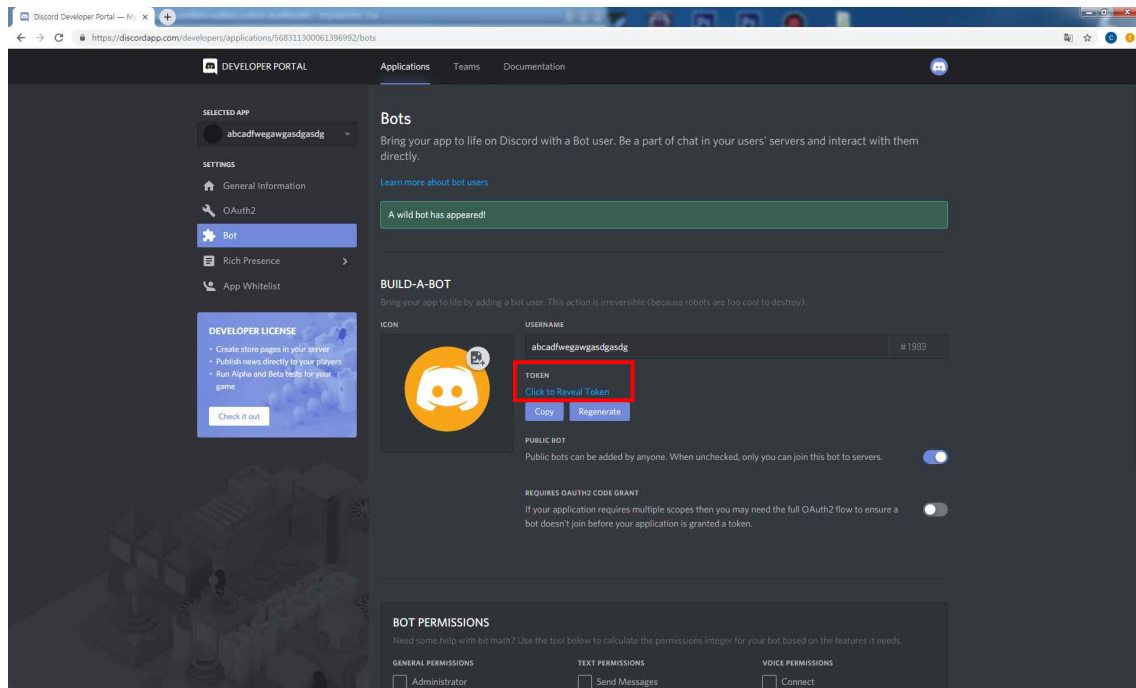 Discord Developer Portal — My
https://discordapp.com/developers/applications/568311300061396992/bots
DEVELOPER PORTAL
Applications
Teams
Documentation
SELECTED APP
abcadfwegawgasdgasdg
SETTINGS
General Information
OAuth2
Bot
Rich Presence
App Whitelist
DEVELOPER LICENSE
Create store pages in your server
Publish news directly to your players
Run Alpha and Beta tests for your
game
Check it out
Bots
Bring your app to life on Discord with a Bot user. Be a part of chat in your users' servers and interact with them
directly.
Learn more about bot users
A wild bot has appeared!
BUILD-A-BOT
Bring your app to life by adding a bot user. This action is irreversible (because robots are too cool to destroy).
ICON
USERNAME
abcadfwegawgasdgasdg
#1993
TOKEN
Click to Reveal Token
Copy
Regenerate
PUBLIC BOT
Public bots can be added by anyone. When unchecked, only you can join this bot to servers.
REQUIRES OAUTH2 CODE GRANT
If your application requires multiple scopes then you may need the full OAuth2 flow to ensure a
bot doesn't join before your application is granted a token.
BOT PERMISSIONS
Need some help with bit math? Use the tool below to calculate the permissions integer for your bot based on the features it needs.
GENERAL PERMISSIONS
TEXT PERMISSIONS
VOICE PERMISSIONS
Administrator
Send Messages
Connect